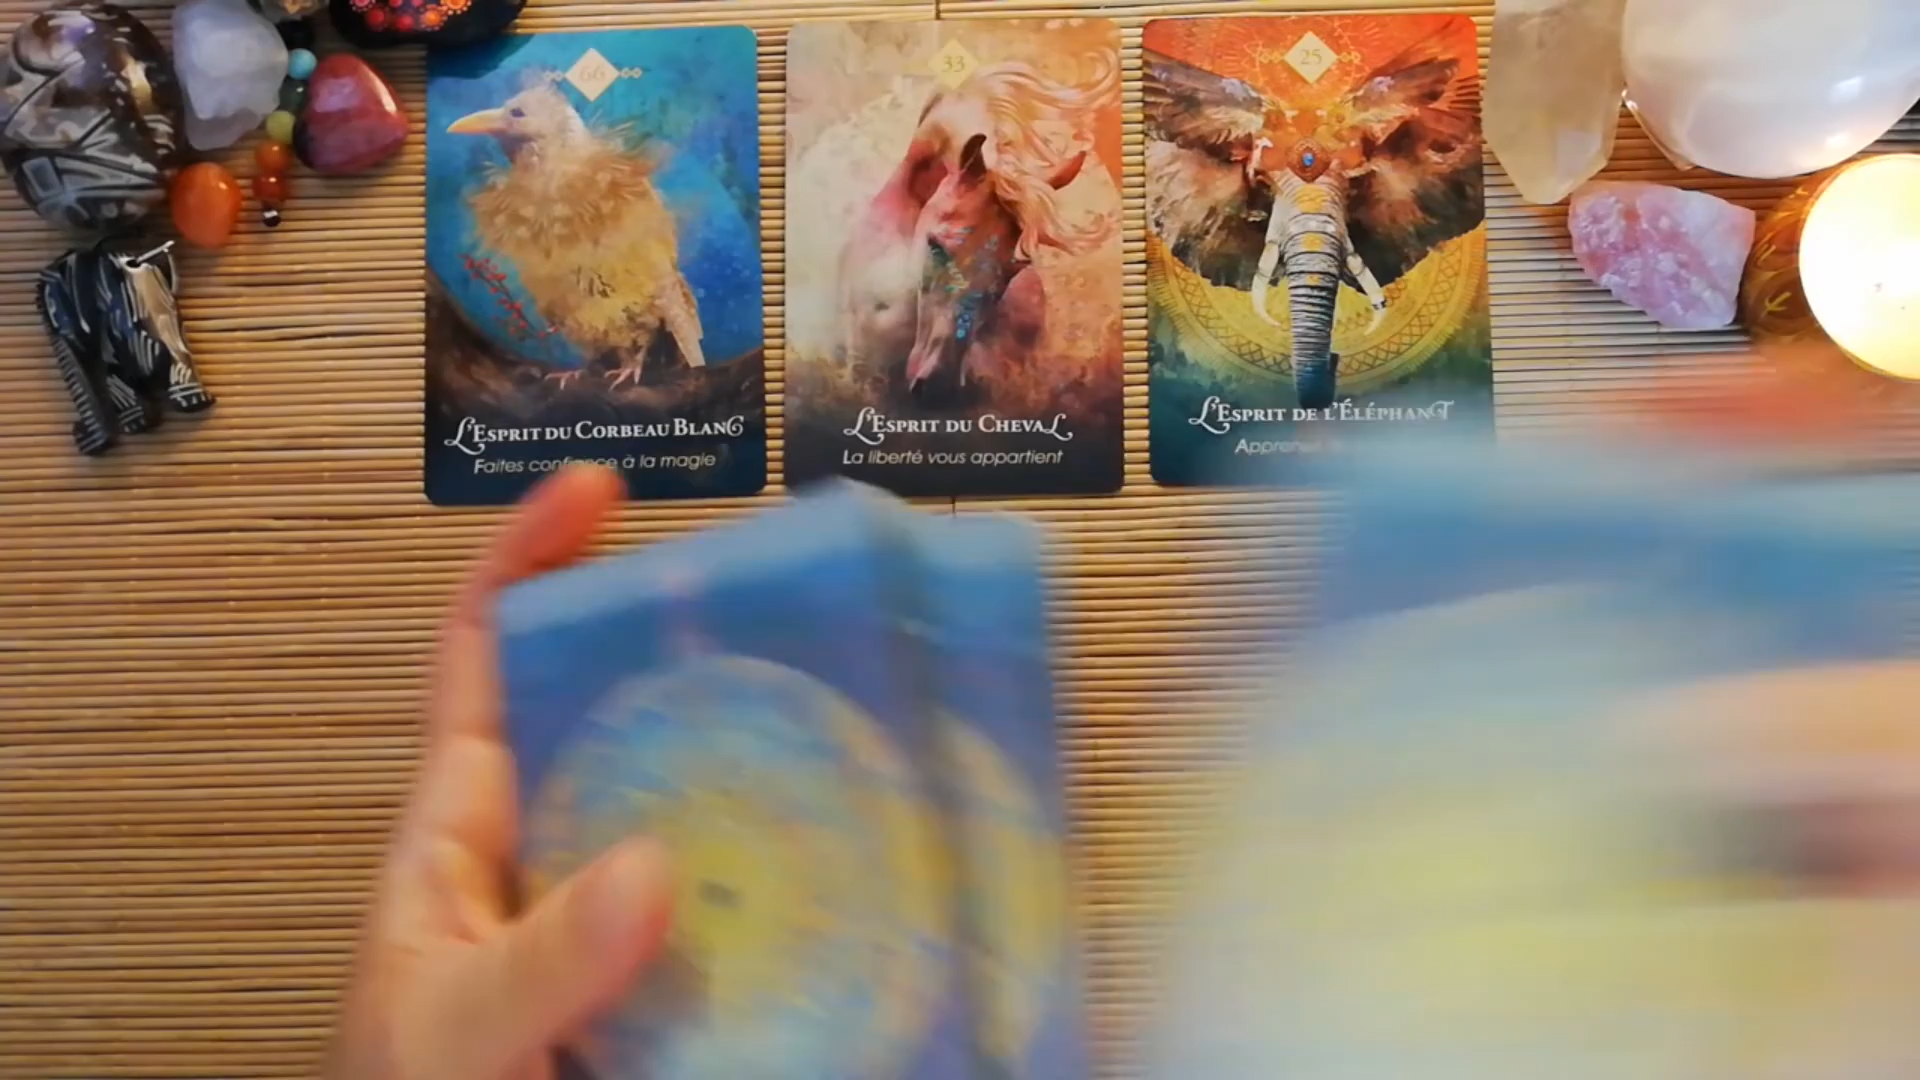 66
L'ESPRIT DU CORBEAU BLANC
Faites confiance à la magie
33
L'ESPRIT DU CHEVAL
La liberté vous appartient
25
L'ESPRIT DE L'ÉLÉPHANT